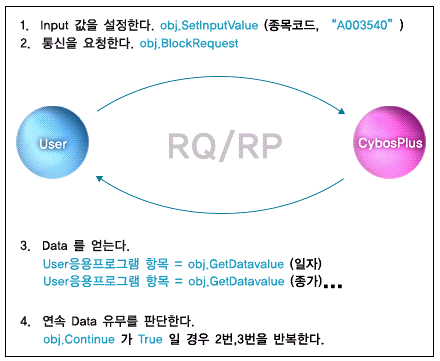 1. Input 값을 설정한다. obj.SetInputValue (종목코드, “A003540” )
2. 통신을 요청한다. obj.BlockRequest
User
RQ/RP
CybosPlus
3. Data 를 얻는다.
User응용프로그램 항목 = obj.GetDatavalue (일자)
User응용프로그램 항목 = obj.GetDatavalue (종가)...
4. 연속 Data 유무를 판단한다.
obj.Continue 가 True 일 경우 2번,3번을 반복한다.